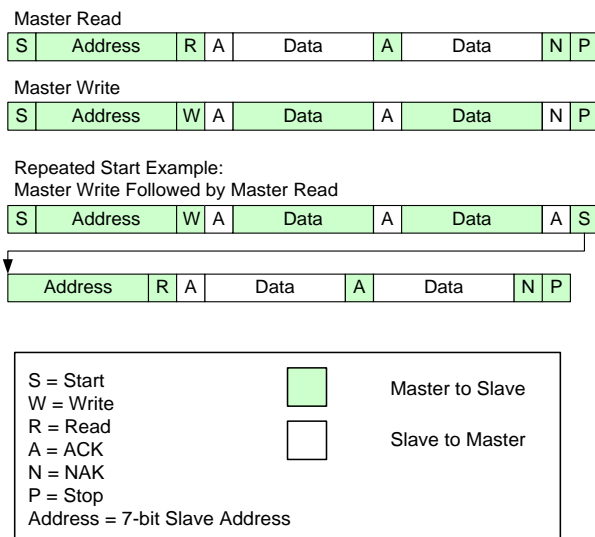 Master Read
S Address R A Data A Data N P
Master Write
S Address W A Data A Data N P
Repeated Start Example:
Master Write Followed by Master Read
S Address W A Data A Data A S
Address R A Data A Data N P
S = Start
W = Write
R = Read
A = ACK
N = NAK
P = Stop
Address = 7-bit Slave Address
Master to Slave
Slave to Master